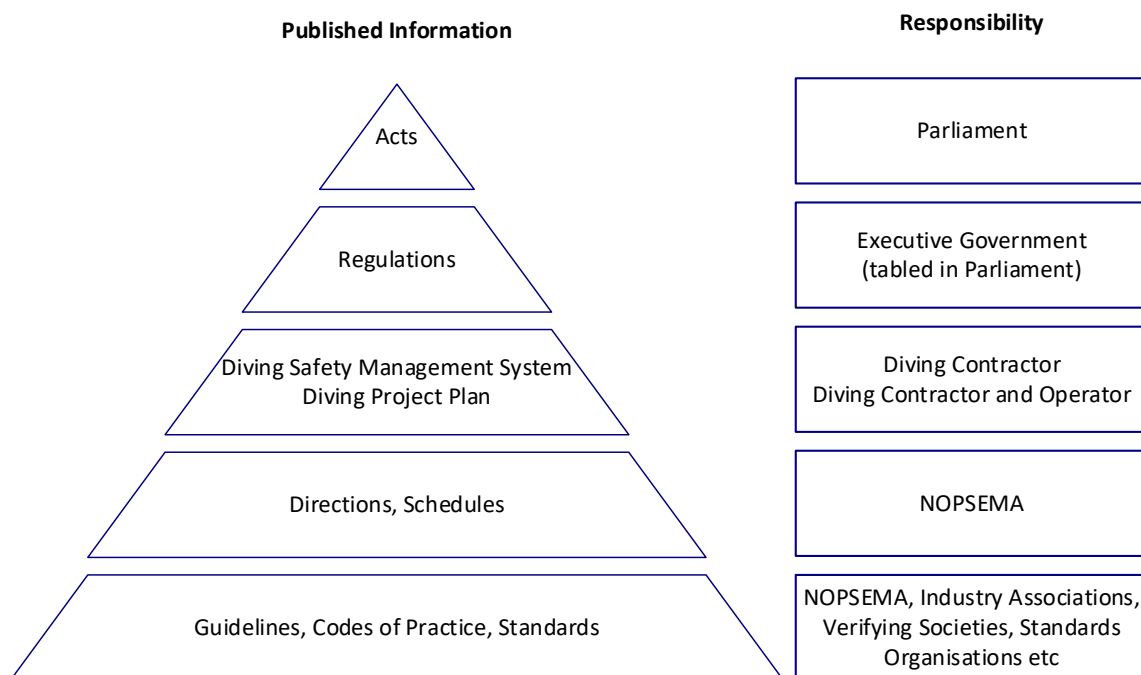 Published Information
Responsibility
Acts
Parliament
Regulations
Executive Government
(tabled in Parliament)
Diving Safety Management System
Diving Project Plan
Diving Contractor
Diving Contractor and Operator
Directions, Schedules
NOPSEMA
Guidelines, Codes of Practice, Standards
NOPSEMA, Industry Associations,
Verifying Societies, Standards
Organisations etc